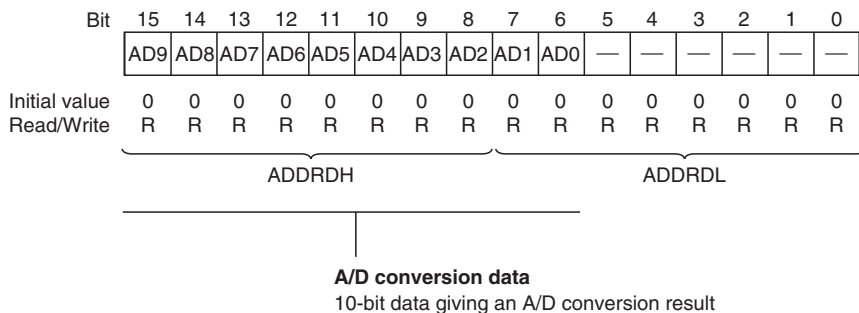 Bit 15 14 13 12 11 10 9 8 7 6 5 4 3 2 1 0
AD9 AD8 AD7 AD6 AD5 AD4 AD3 AD2 AD1 AD0 — — — — — —
Initial value 0 0 0 0 0 0 0 0 0 0 0 0 0 0 0 0
Read/Write R R R R R R R R R R R R R R R R
ADDRDH ADDRDL
A/D conversion data
10-bit data giving an A/D conversion result